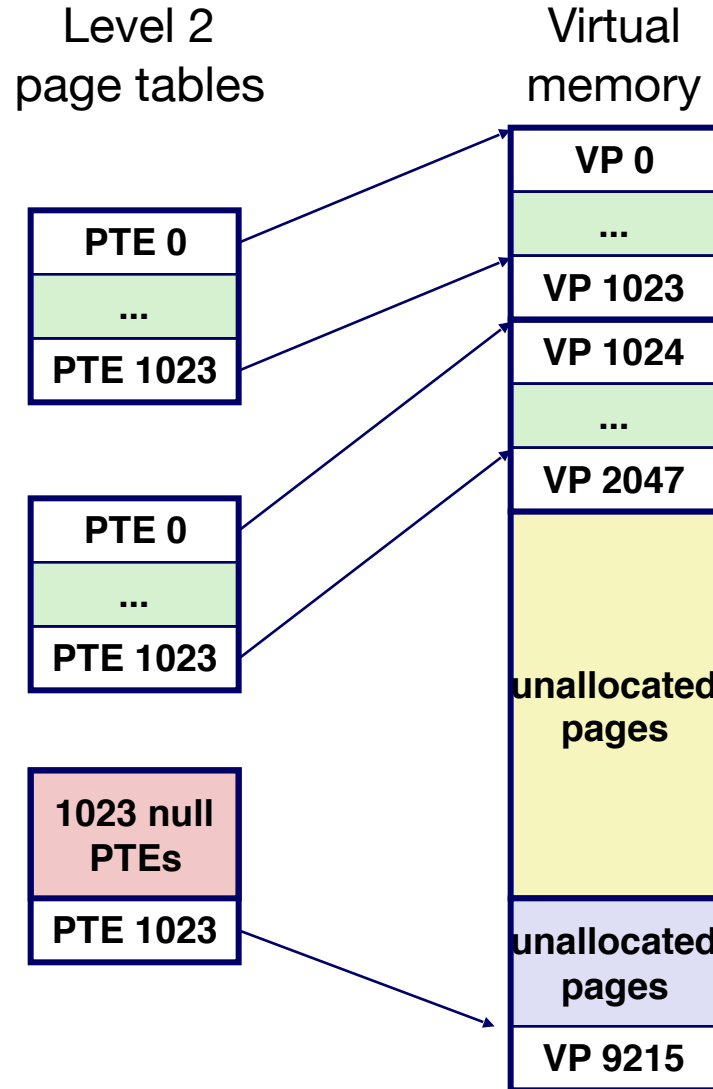 Level 2
page tables
Virtual
memory
PTE 0
...
PTE 1023
PTE 0
...
PTE 1023
1023 null
PTEs
PTE 1023
VP 0
...
VP 1023
VP 1024
...
VP 2047
unallocated
pages
unallocated
pages
VP 9215